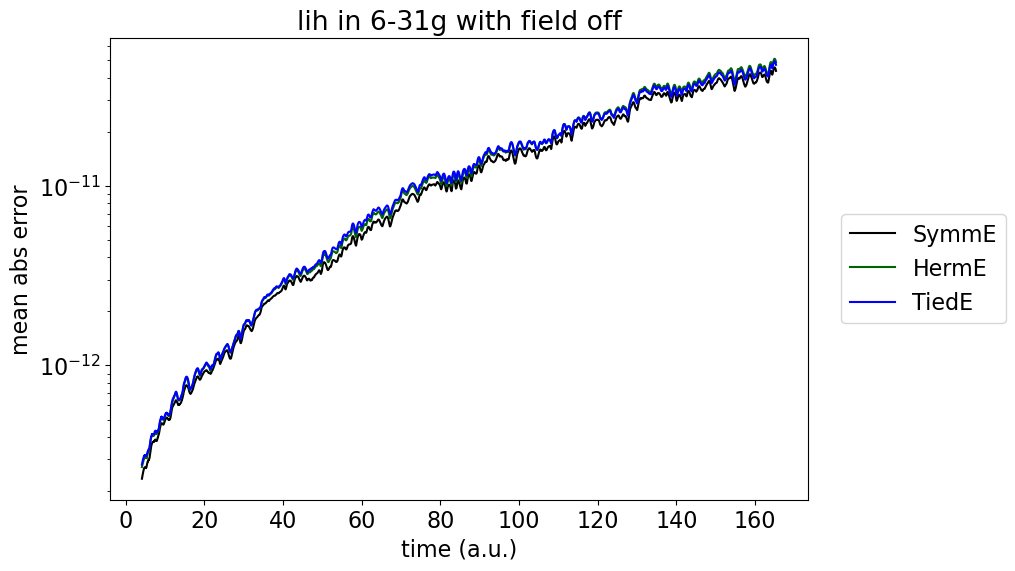 lih in 6-31g with field off
mean abs error
10⁻¹¹
10⁻¹²
0 20 40 60 80 100 120 140 160
time (a.u.)
SymmE
HermE
TiedE